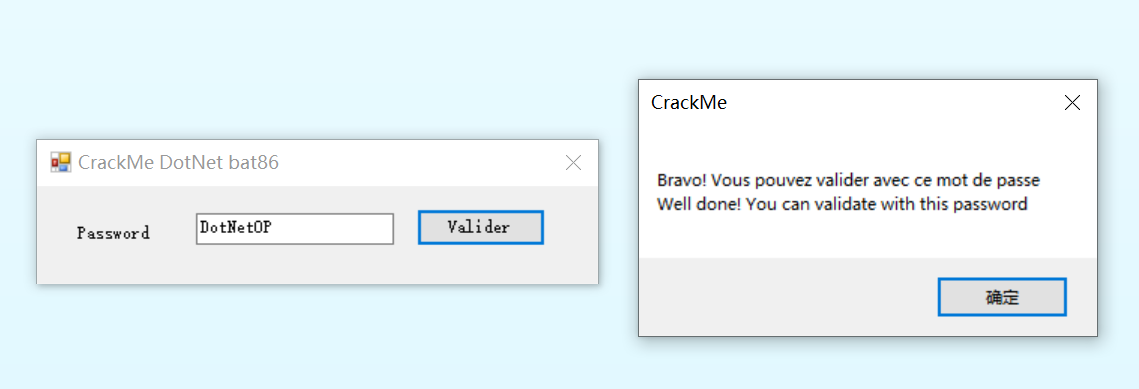 CrackMe DotNet bat86
Password
DotNetOP
Valider
CrackMe
Bravo! Vous pouvez valider avec ce mot de passe
Well done! You can validate with this password
确定